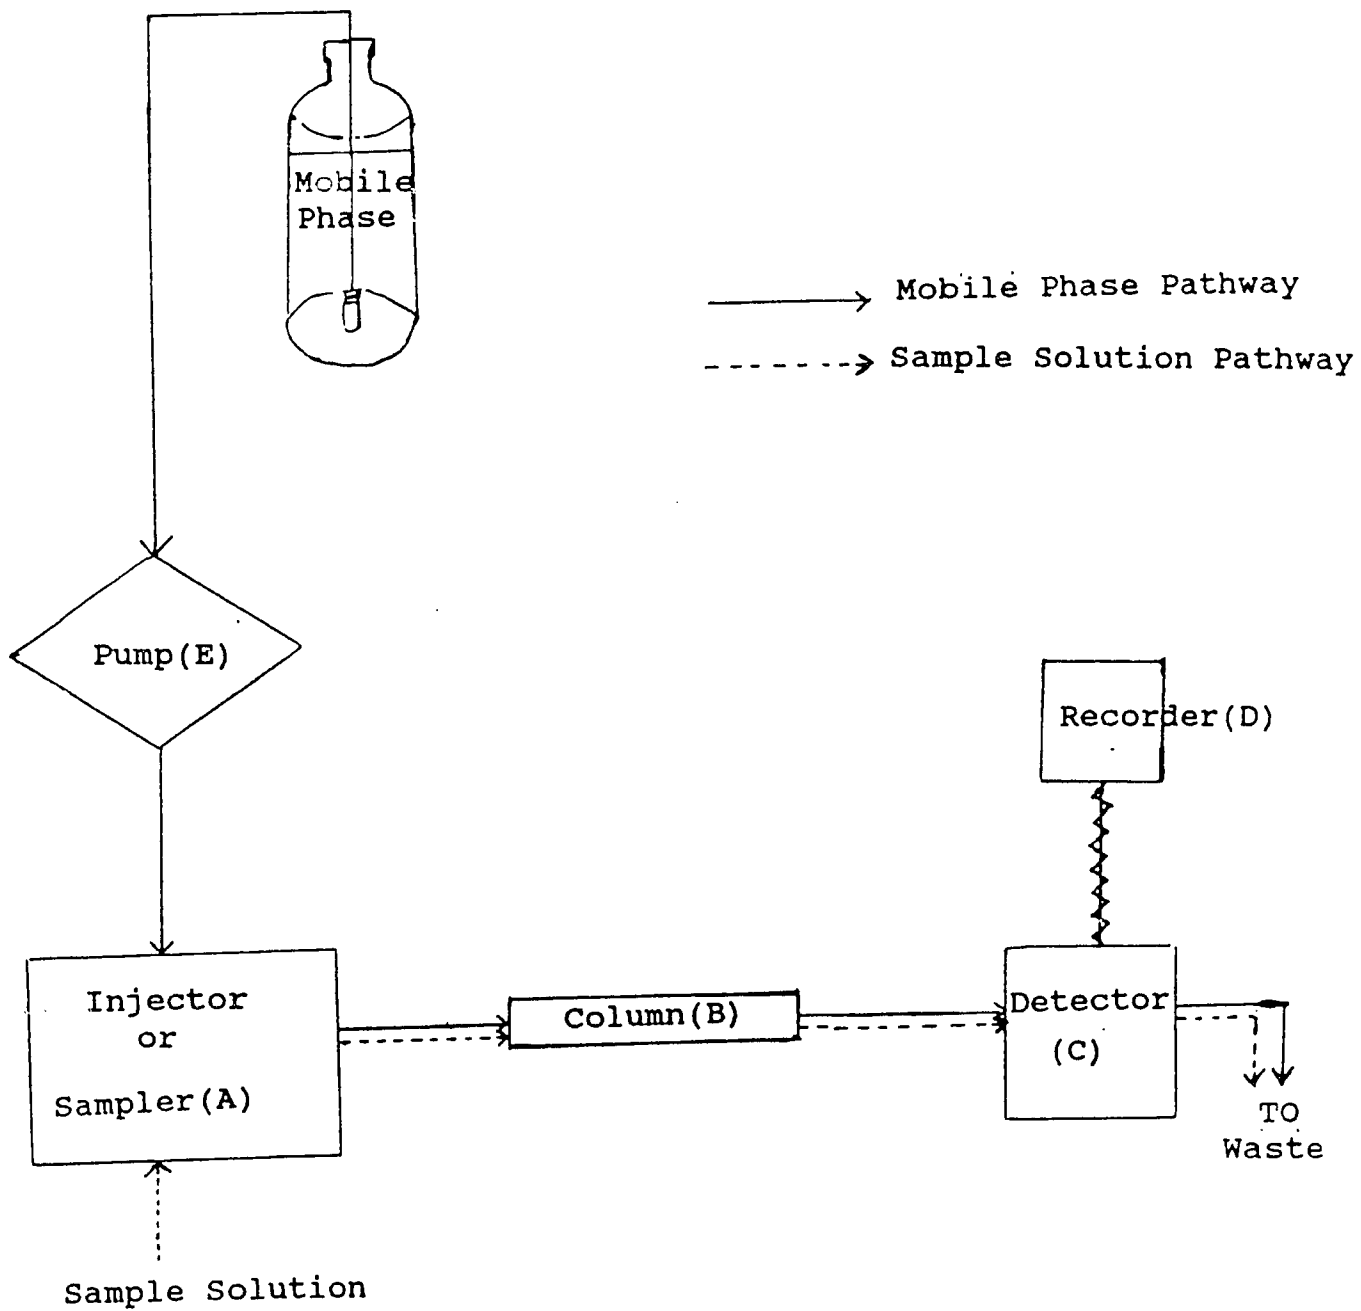 Mobile
Phase
Mobile Phase Pathway
Sample Solution Pathway
Pump(E)
Recorder(D)
Injector
or
Sampler(A)
Column(B)
Detector
(C)
TO
Waste
Sample Solution